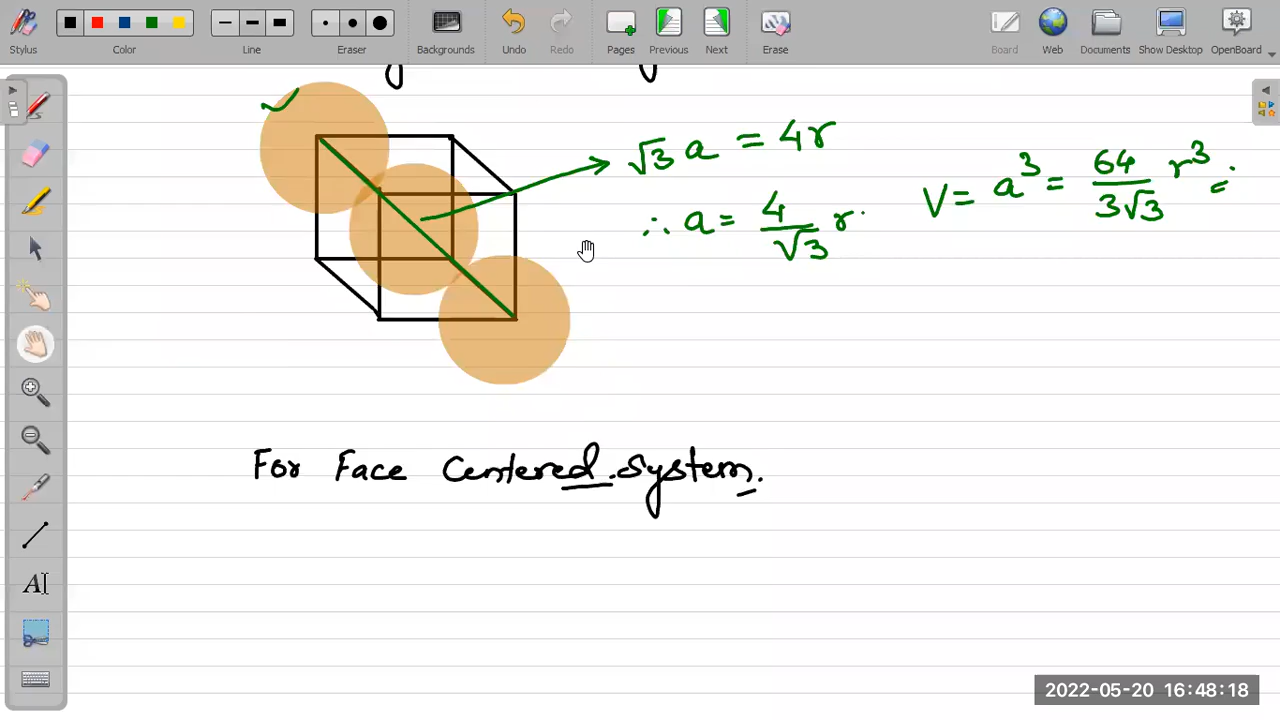 Stylus Color Line Eraser Backgrounds Undo Redo Pages Previous Next Erase Board Web Documents Show Desktop OpenBoard
√3 a = 4r
∴ a = 4/√3 r.
V = a³ = 64/3√3 r³ =
For Face Centered System.
AI
2022-05-20 16:48:18